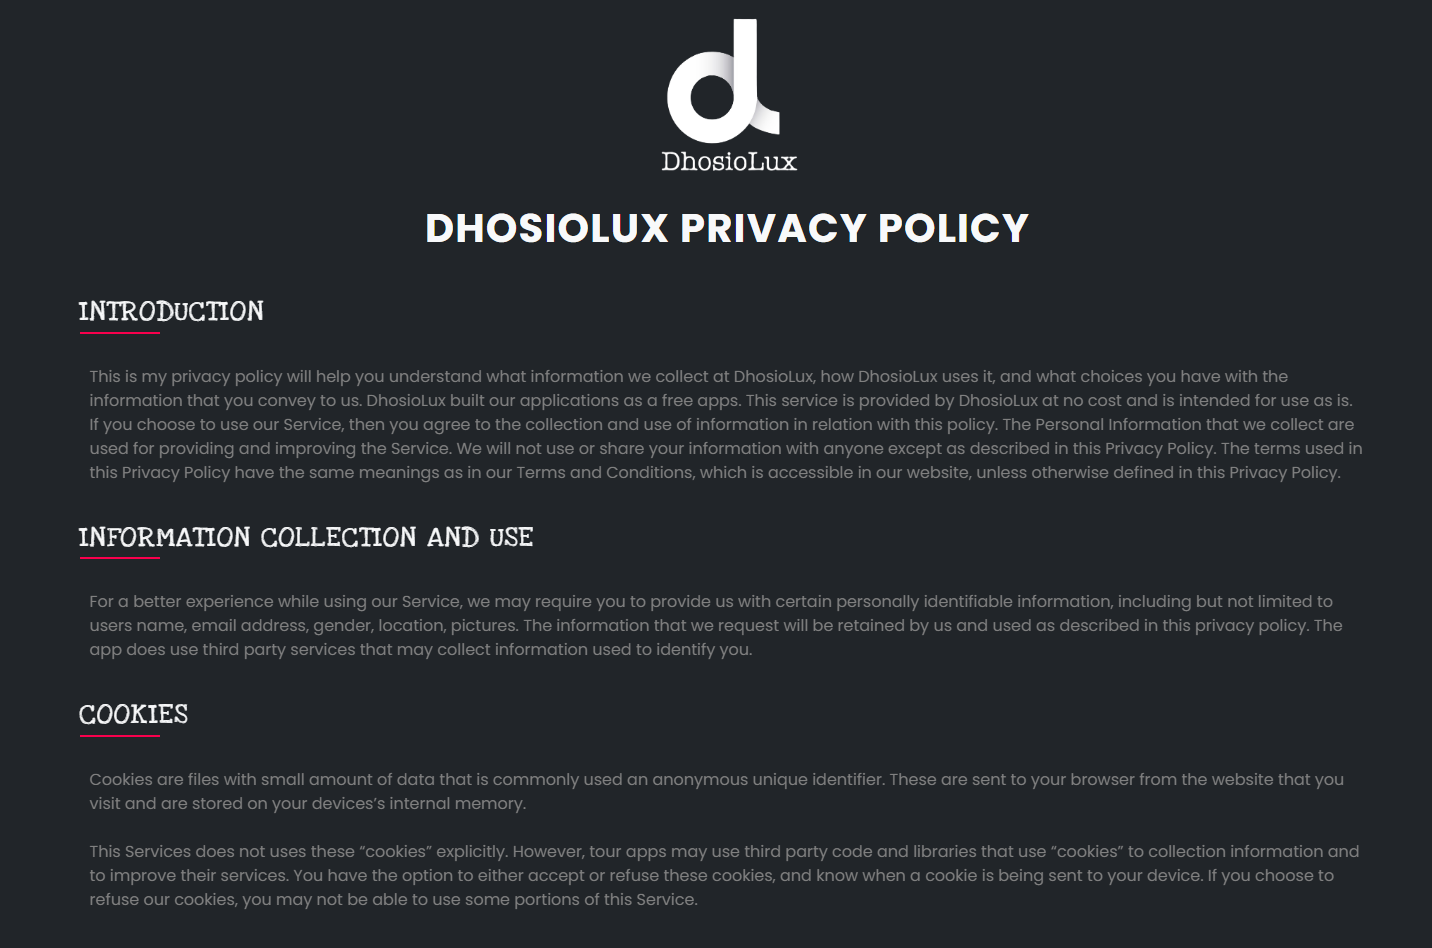 DhosioLux
DHOSIOLUX PRIVACY POLICY
INTRODUCTION
This is my privacy policy will help you understand what information we collect at DhosioLux, how DhosioLux uses it, and what choices you have with the
information that you convey to us. DhosioLux built our applications as a free apps. This service is provided by DhosioLux at no cost and is intended for use as is.
If you choose to use our Service, then you agree to the collection and use of information in relation with this policy. The Personal Information that we collect are
used for providing and improving the Service. We will not use or share your information with anyone except as described in this Privacy Policy. The terms used in
this Privacy Policy have the same meanings as in our Terms and Conditions, which is accessible in our website, unless otherwise defined in this Privacy Policy.
INFORMATION COLLECTION AND USE
For a better experience while using our Service, we may require you to provide us with certain personally identifiable information, including but not limited to
users name, email address, gender, location, pictures. The information that we request will be retained by us and used as described in this privacy policy. The
app does use third party services that may collect information used to identify you.
COOKIES
Cookies are files with small amount of data that is commonly used an anonymous unique identifier. These are sent to your browser from the website that you
visit and are stored on your devices’s internal memory.
This Services does not uses these “cookies” explicitly. However, tour apps may use third party code and libraries that use “cookies” to collection information and
to improve their services. You have the option to either accept or refuse these cookies, and know when a cookie is being sent to your device. If you choose to
refuse our cookies, you may not be able to use some portions of this Service.